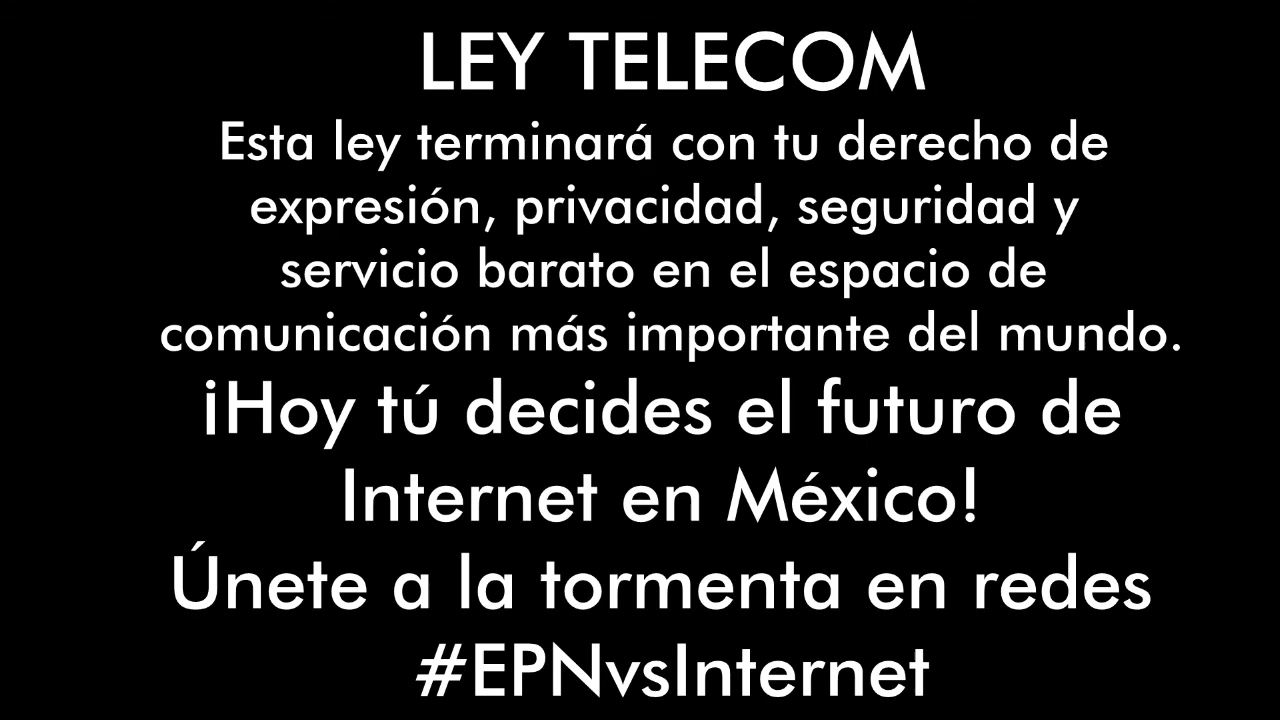 LEY TELECOM
Esta ley terminará con tu derecho de
expresión, privacidad, seguridad y
servicio barato en el espacio de
comunicación más importante del mundo.
¡Hoy tú decides el futuro de
Internet en México!
Únete a la tormenta en redes
#EPNvsInternet